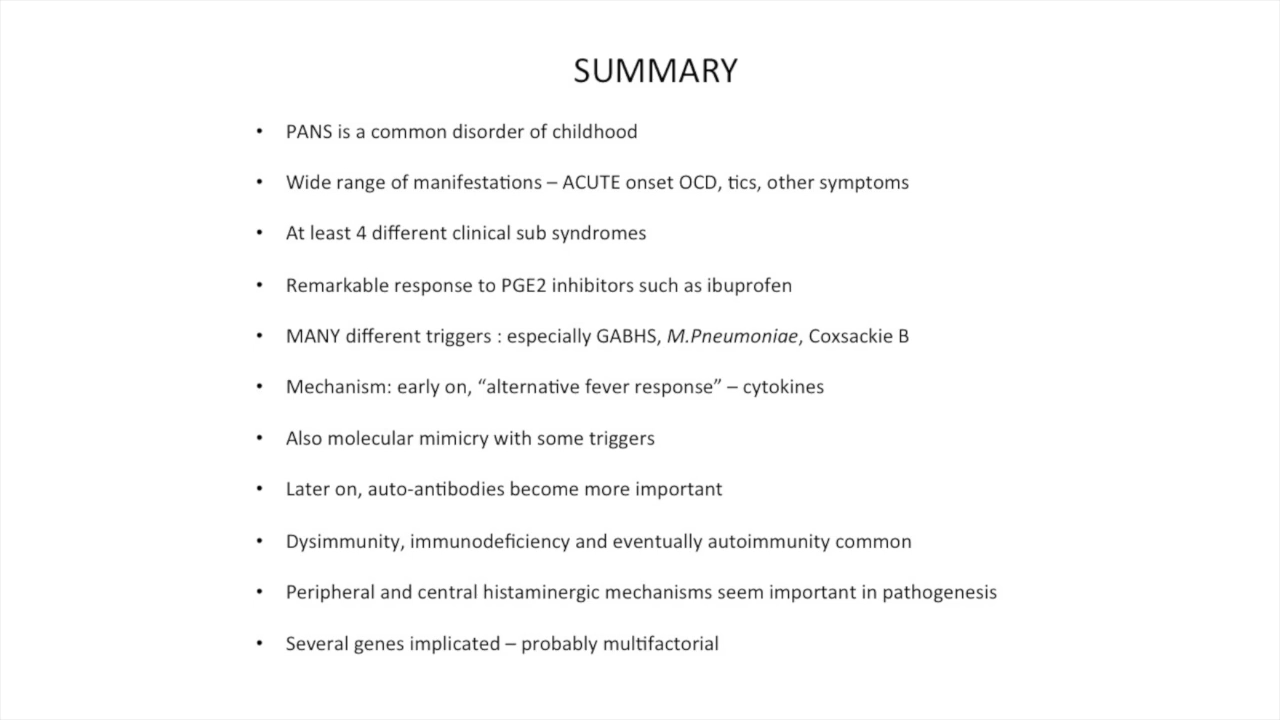 SUMMARY
• PANS is a common disorder of childhood
• Wide range of manifestations – ACUTE onset OCD, tics, other symptoms
• At least 4 different clinical sub syndromes
• Remarkable response to PGE2 inhibitors such as ibuprofen
• MANY different triggers : especially GABHS, M.Pneumoniae, Coxsackie B
• Mechanism: early on, “alternative fever response” – cytokines
• Also molecular mimicry with some triggers
• Later on, auto-antibodies become more important
• Dysimmunity, immunodeficiency and eventually autoimmunity common
• Peripheral and central histaminergic mechanisms seem important in pathogenesis
• Several genes implicated – probably multifactorial